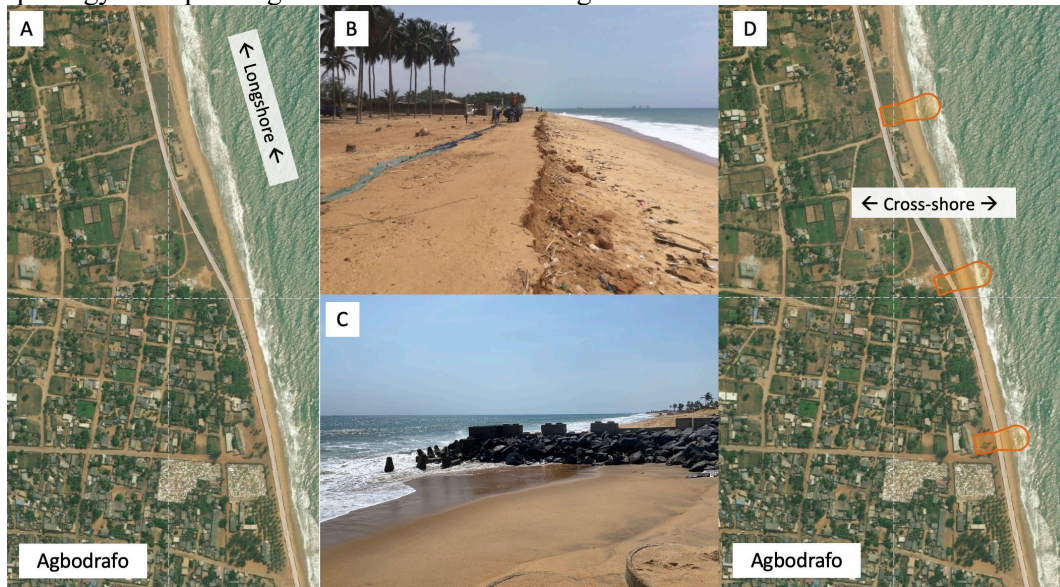 A
← Longshore →
B
C
D
← Cross-shore →
Agbodrafo
Agbodrafo